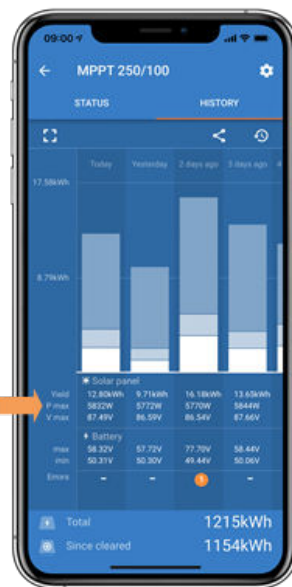 09:00
MPPT 250/100
STATUS HISTORY
Today Yesterday 2 days ago 3 days ago 4
17.58kWh
8.79kWh
Solar panel
Yield 12.80kWh 9.71kWh 16.18kWh 13.65kWh
P max 5832W 5772W 5770W 5844W
V max 87.49V 86.59V 86.54V 87.66V
Battery
max 58.32V 57.72V 77.70V 58.44V
min 50.31V 50.30V 49.44V 50.06V
Errors - - 1 -
Total 1215kWh
Since cleared 1154kWh